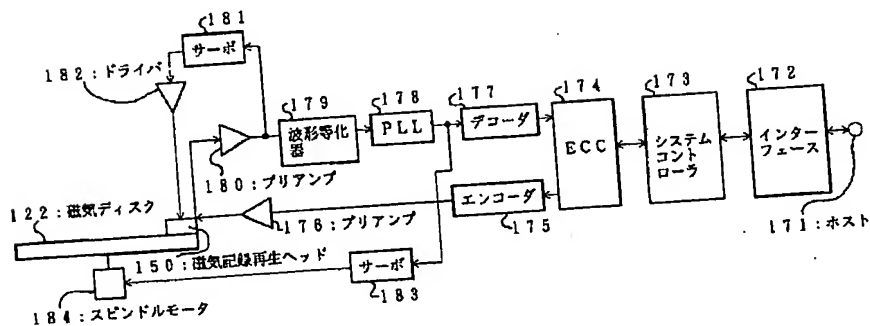 181
サーボ
182：ドライバ
179
波形等化
器
178
PLL
177
デコーダ
174
ECC
173
システム
コント
ローラ
172
インター
フェース
180：プリアンプ
122：磁気ディスク
176：プリアンプ
エンコーダ
175
171：ホスト
150：磁気記録再生ヘッド
サーボ
183
184：スピンドルモータ